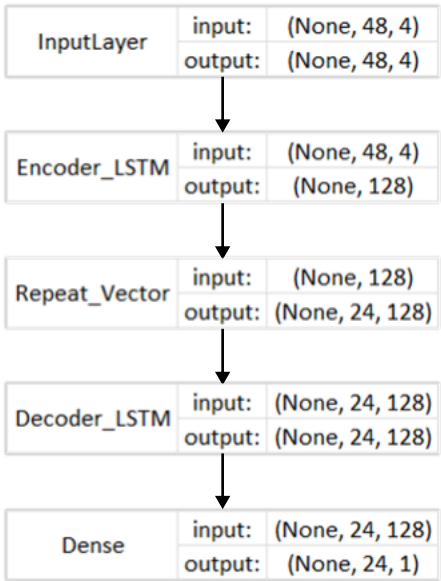 InputLayer input: (None, 48, 4)
output: (None, 48, 4)
Encoder_LSTM input: (None, 48, 4)
output: (None, 128)
Repeat_Vector input: (None, 128)
output: (None, 24, 128)
Decoder_LSTM input: (None, 24, 128)
output: (None, 24, 128)
Dense input: (None, 24, 128)
output: (None, 24, 1)